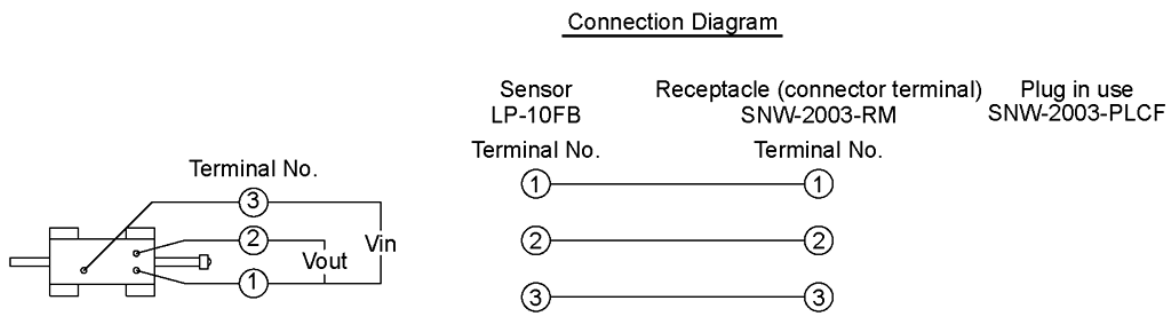 Connection Diagram
Sensor Receptacle (connector terminal) Plug in use
LP-10FB SNW-2003-RM SNW-2003-PLCF
Terminal No. Terminal No.
1 1
2 2
3 3
Terminal No.
3
2
Vin
Vout
1